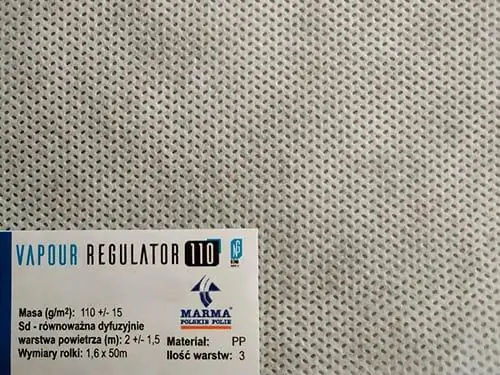 VAPOUR REGULATOR 110
NG
MARMA
POLSKIE FOLIE
Masa (g/m²): 110 +/- 15
Sd - równoważna dyfuzyjnie
warstwa powietrza (m): 2 +/- 1,5
Wymiary rolki: 1,6 x 50m
Materiał: PP
Ilość warstw: 3